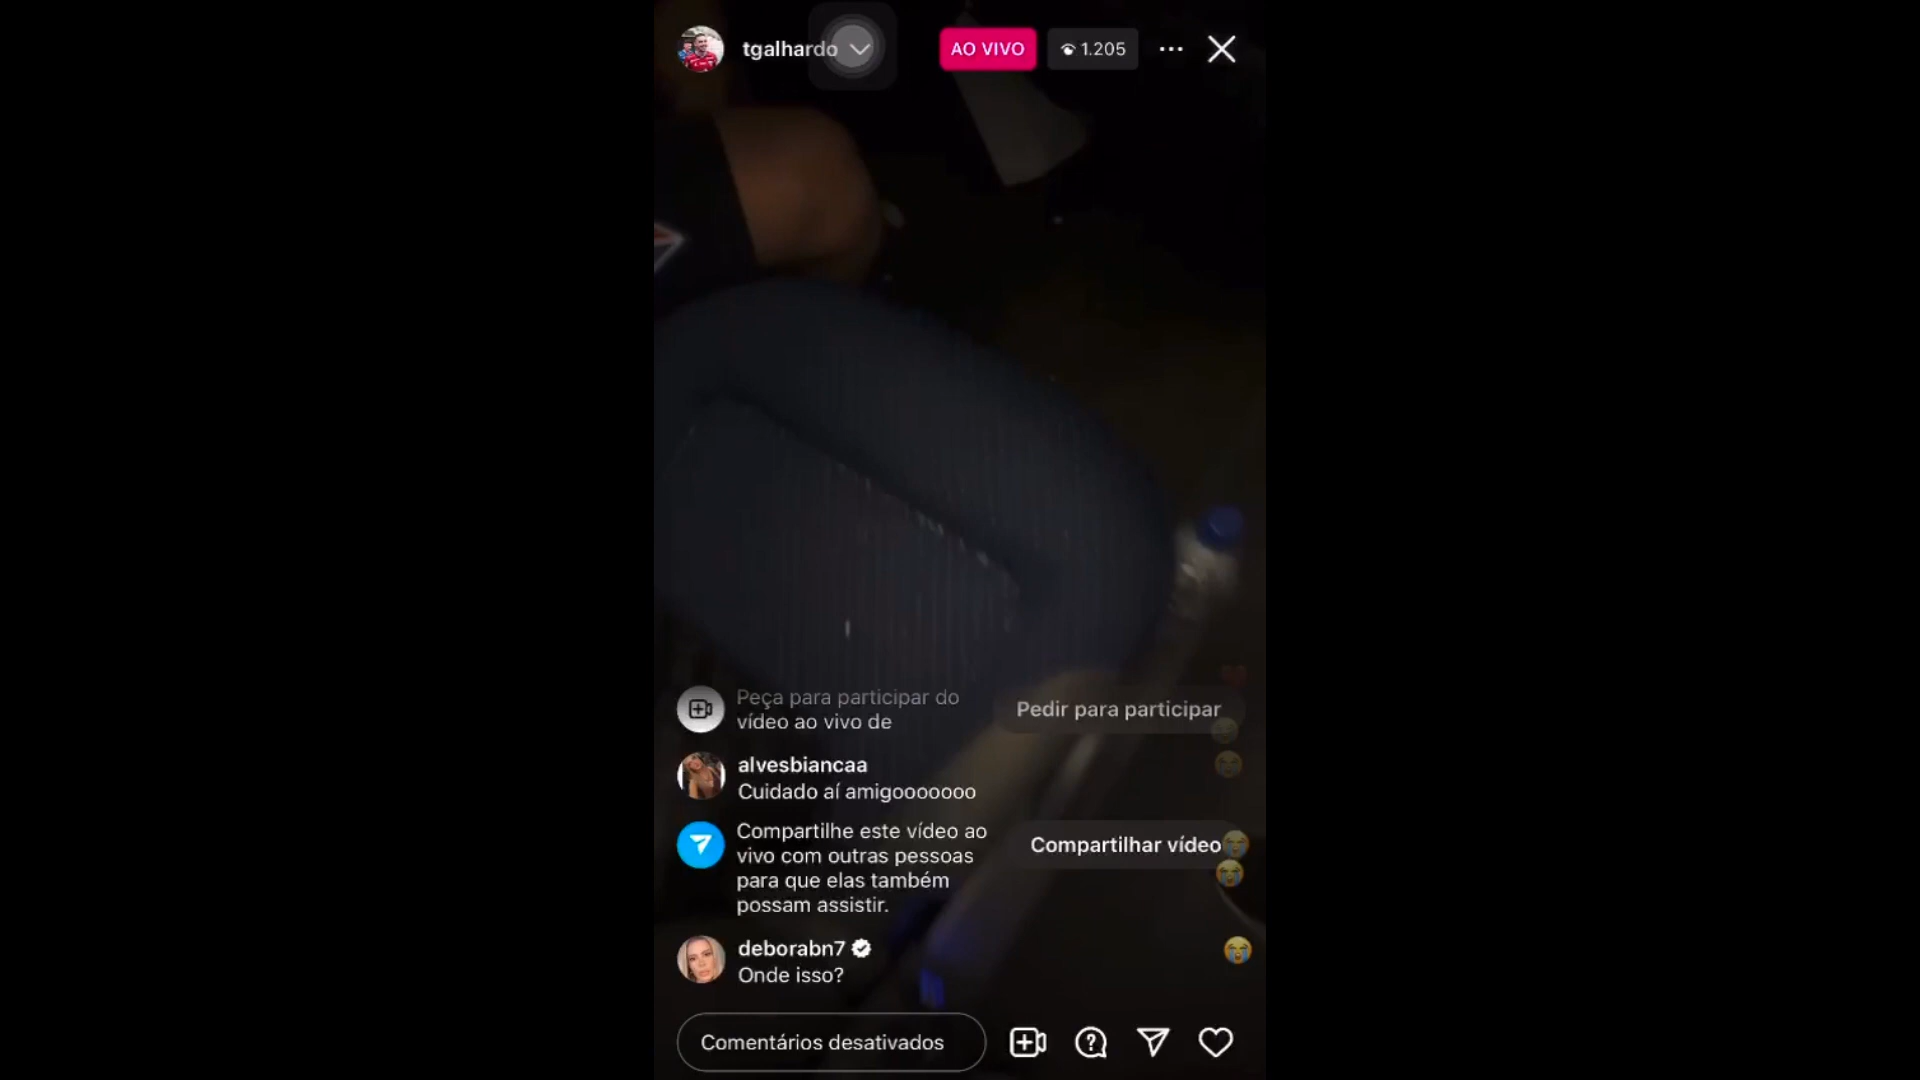 tgalhardo
AO VIVO
1.205
Peça para participar do
vídeo ao vivo de
Pedir para participar
alvesbiancaa
Cuidado aí amigooooooo
Compartilhe este vídeo ao
vivo com outras pessoas
para que elas também
possam assistir.
Compartilhar vídeo
deborabn7
Onde isso?
Comentários desativados